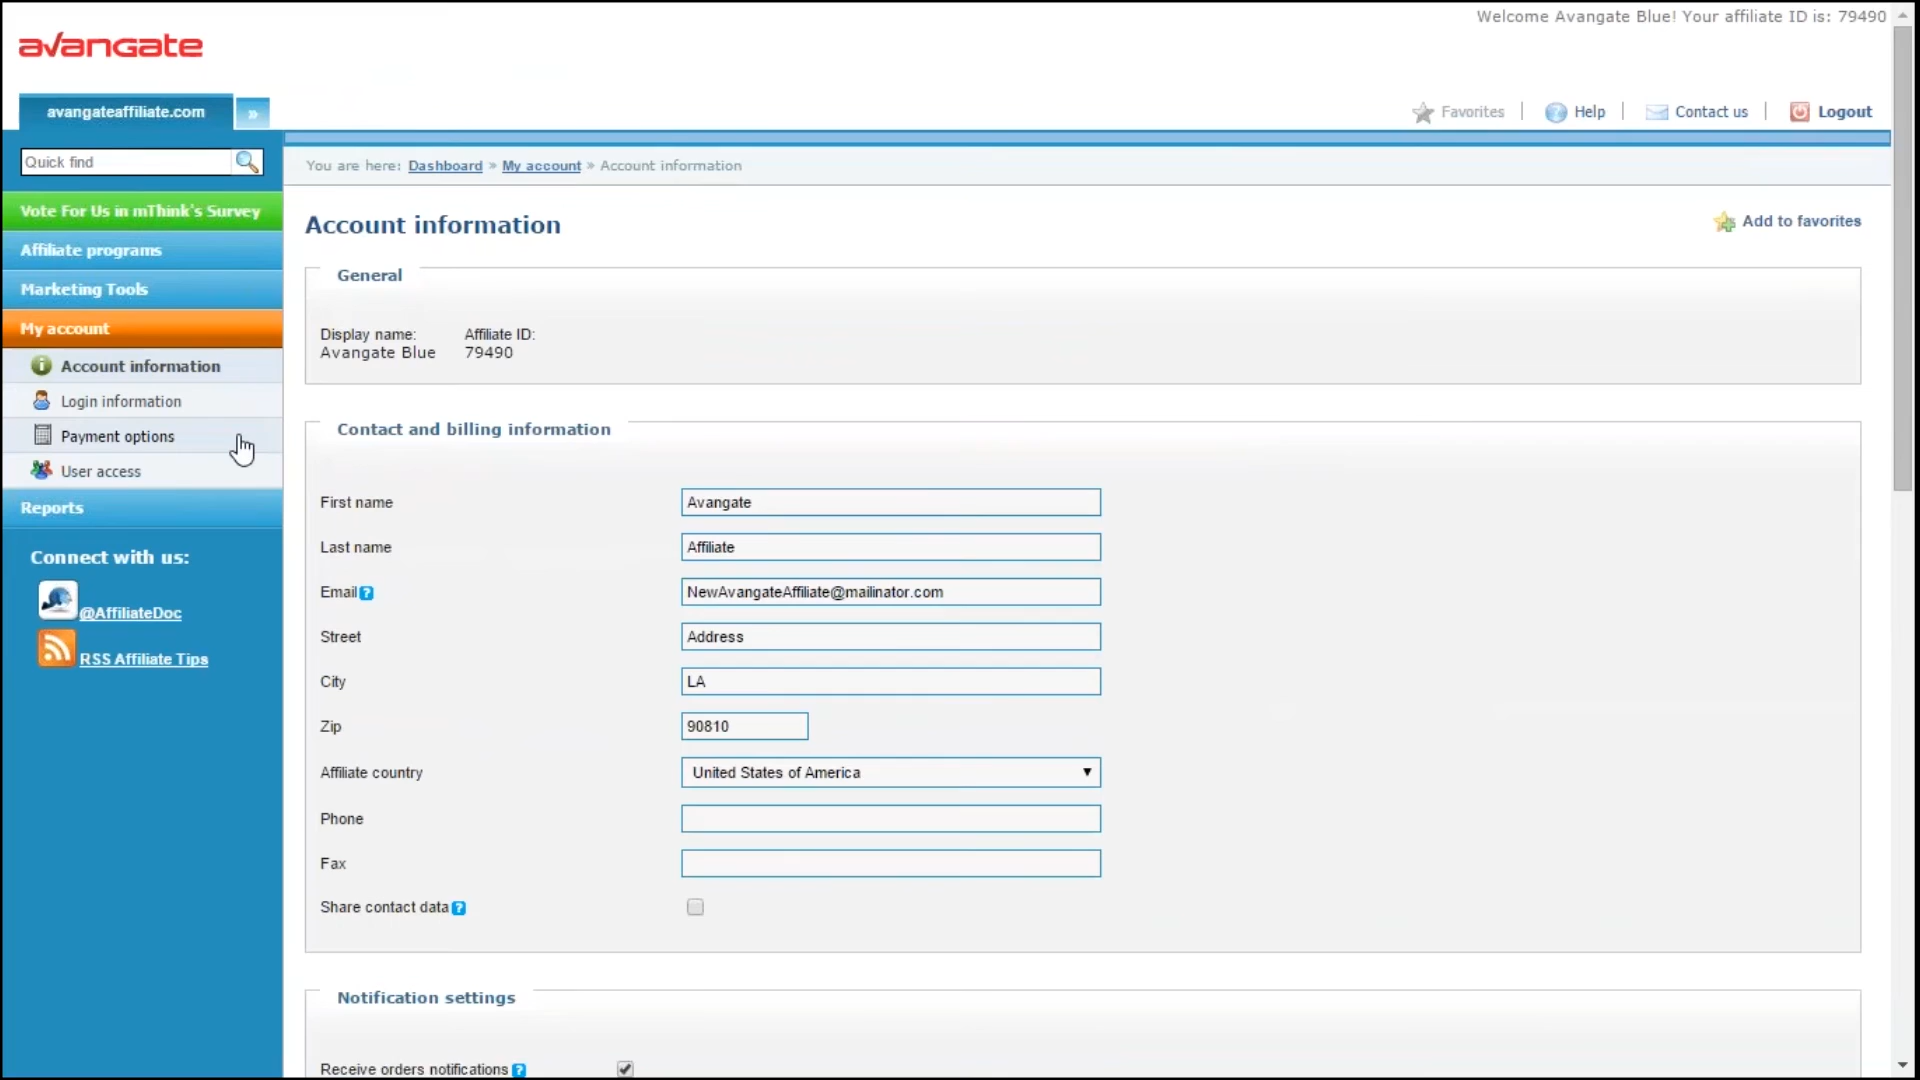 Welcome Avangate Blue! Your affiliate ID is: 79490
avangate
avangateaffiliate.com »
Favorites | Help | Contact us | Logout
Quick find
You are here: Dashboard » My account » Account information
Vote For Us in mThink's Survey
Affiliate programs
Marketing Tools
My account
Account information
Login information
Payment options
User access
Reports
Connect with us:
@AffiliateDoc
RSS Affiliate Tips
Account information
Add to favorites
General
Display name: Affiliate ID:
Avangate Blue 79490
Contact and billing information
First name Avangate
Last name Affiliate
Email ? NewAvangateAffiliate@mailinator.com
Street Address
City LA
Zip 90810
Affiliate country United States of America
Phone
Fax
Share contact data ?
Notification settings
Receive orders notifications ?